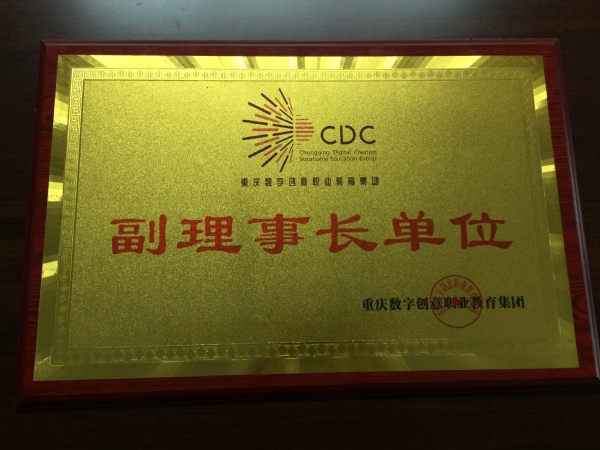 CDC
Chongqing Digital Creative
Vocational Education Group
重庆数字创意职业教育集团
副理事长单位
重庆数字创意职业教育集团